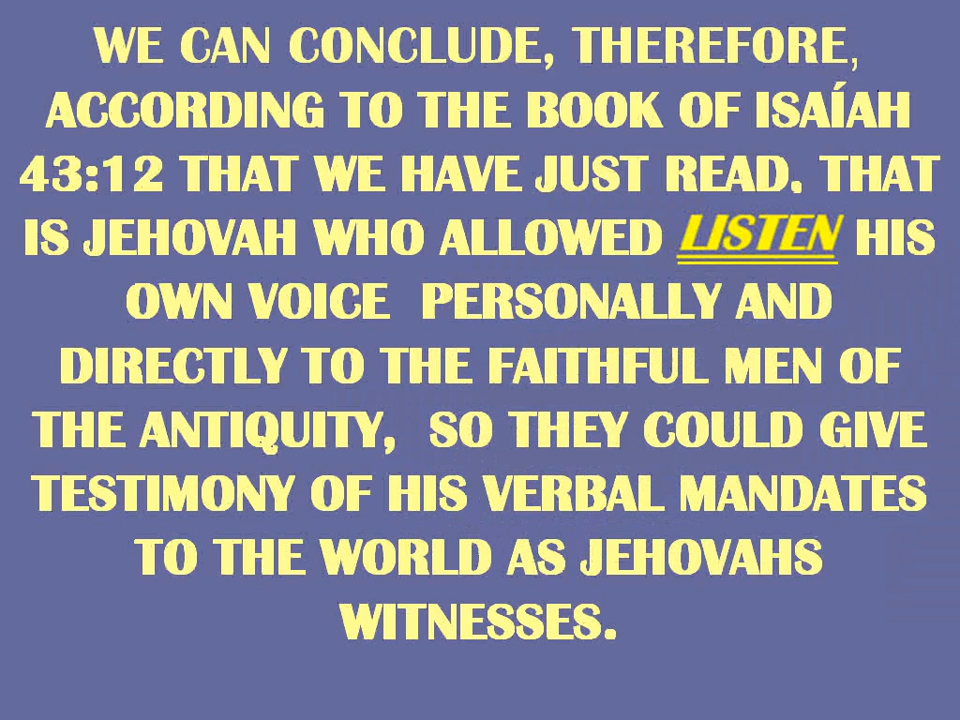 WE CAN CONCLUDE, THEREFORE,
ACCORDING TO THE BOOK OF ISAÍAH
43:12 THAT WE HAVE JUST READ. THAT
IS JEHOVAH WHO ALLOWED LISTEN HIS
OWN VOICE PERSONALLY AND
DIRECTLY TO THE FAITHFUL MEN OF
THE ANTIQUITY, SO THEY COULD GIVE
TESTIMONY OF HIS VERBAL MANDATES
TO THE WORLD AS JEHOVAHS
WITNESSES.